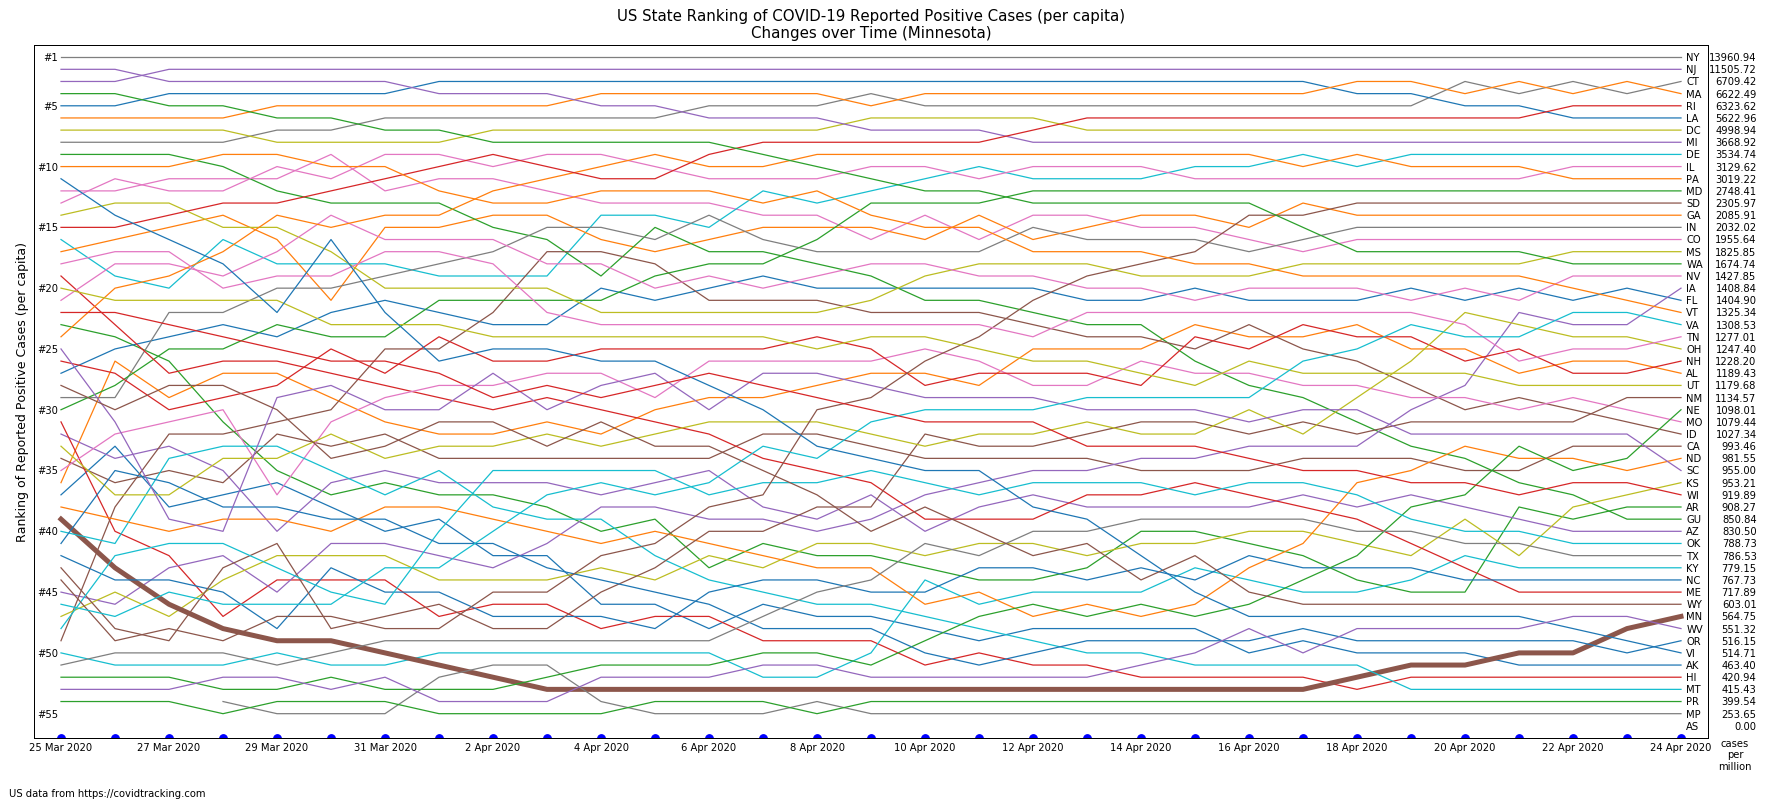 US State Ranking of COVID-19 Reported Positive Cases (per capita)
Changes over Time (Minnesota)
Ranking of Reported Positive Cases (per capita)
#1
#5
#10
#15
#20
#25
#30
#35
#40
#45
#50
#55
NY 13960.94
NJ 11505.72
CT 6709.42
MA 6622.49
RI 6323.62
LA 5622.96
DC 4998.94
MI 3668.92
DE 3534.74
IL 3129.62
PA 3019.22
MD 2748.41
SD 2305.97
GA 2085.91
IN 2032.02
CO 1955.64
MS 1825.85
WA 1674.74
NV 1427.85
IA 1408.84
FL 1404.90
VT 1325.34
VA 1308.53
TN 1277.01
OH 1247.40
NH 1228.20
AL 1189.43
UT 1179.68
NM 1134.57
NE 1098.01
MO 1079.44
ID 1027.34
CA 993.46
ND 981.55
SC 955.00
KS 953.21
WI 919.89
AR 908.27
GU 850.84
AZ 830.50
OK 788.73
TX 786.53
KY 779.15
NC 767.73
ME 717.89
WY 603.01
MN 564.75
WV 551.32
OR 516.15
VI 514.71
AK 463.40
HI 420.94
MT 415.43
PR 399.54
MP 253.65
AS 0.00
25 Mar 2020 27 Mar 2020 29 Mar 2020 31 Mar 2020 2 Apr 2020 4 Apr 2020 6 Apr 2020 8 Apr 2020 10 Apr 2020 12 Apr 2020 14 Apr 2020 16 Apr 2020 18 Apr 2020 20 Apr 2020 22 Apr 2020 24 Apr 2020
cases
per
million
US data from https://covidtracking.com